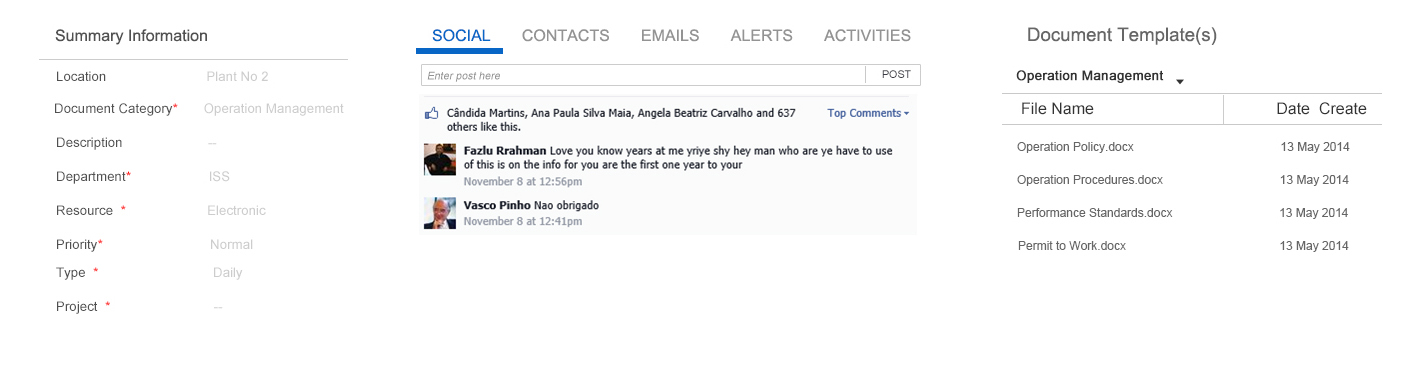 Summary Information
Location Plant No 2
Document Category* Operation Management
Description --
Department* ISS
Resource * Electronic
Priority* Normal
Type * Daily
Project * --
SOCIAL CONTACTS EMAILS ALERTS ACTIVITIES
Enter post here POST
Cândida Martins, Ana Paula Silva Maia, Angela Beatriz Carvalho and 637 Top Comments
others like this.
Fazlu Rrahman Love you know years at me yriye shy hey man who are ye have to use
of this is on the info for you are the first one year to your
November 8 at 12:56pm
Vasco Pinho Nao obrigado
November 8 at 12:41pm
Document Template(s)
Operation Management
File Name Date Create
Operation Policy.docx 13 May 2014
Operation Procedures.docx 13 May 2014
Performance Standards.docx 13 May 2014
Permit to Work.docx 13 May 2014